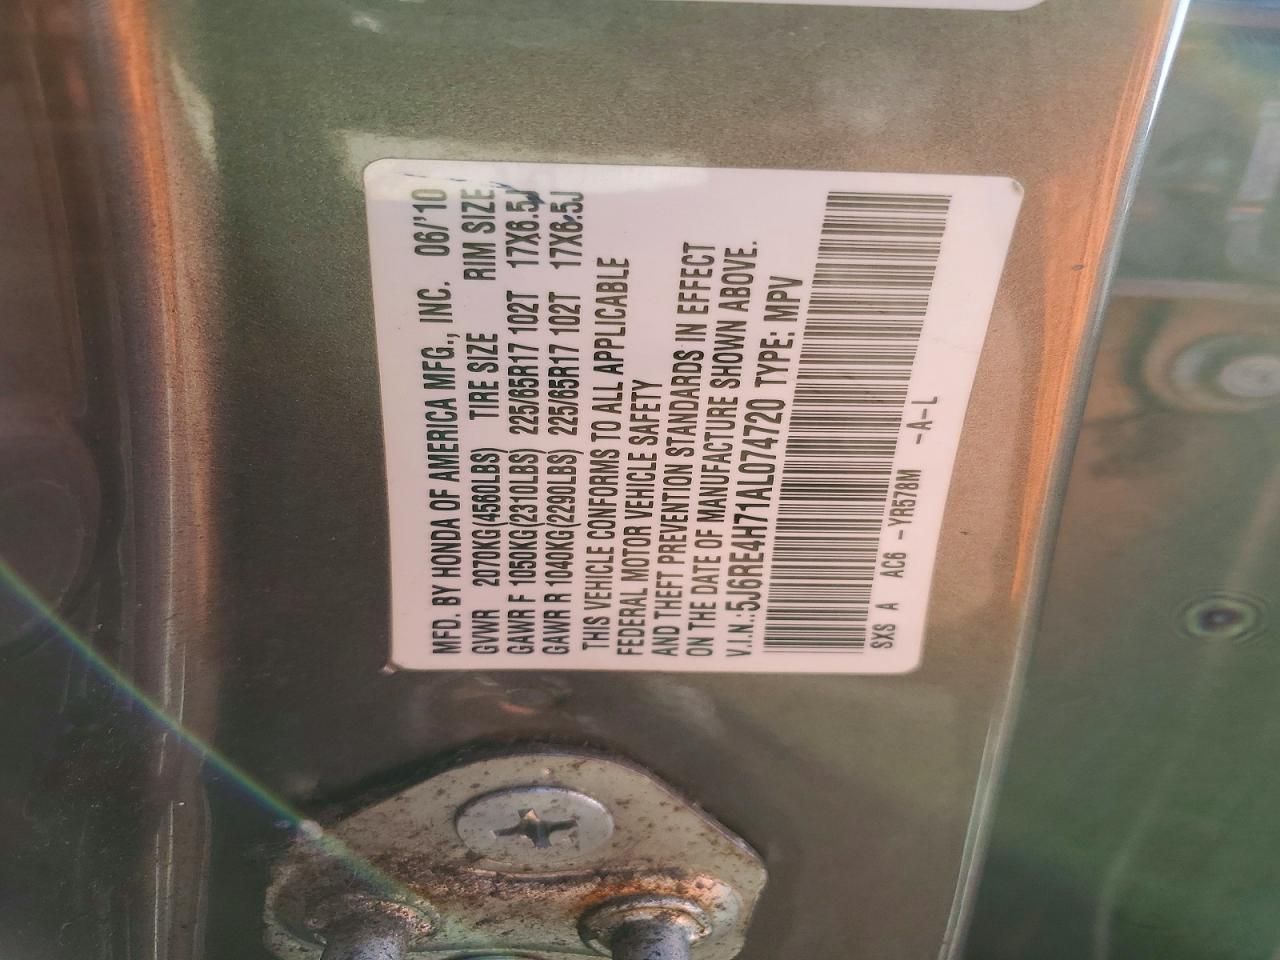 MFD. BY HONDA OF AMERICA MFG., INC. 06/'10
GVWR 2070KG(4560LBS) TIRE SIZE RIM SIZE
GAWR F 1050KG(2310LBS) 225/65R17 102T 17X6.5J
GAWR R 1040KG(2290LBS) 225/65R17 102T 17X6.5J
THIS VEHICLE CONFORMS TO ALL APPLICABLE
FEDERAL MOTOR VEHICLE SAFETY
AND THEFT PREVENTION STANDARDS IN EFFECT
ON THE DATE OF MANUFACTURE SHOWN ABOVE.
V.I.N.:5J6RE4H71AL074720 TYPE: MPV
SXS A AC6 -YR578M -A-L